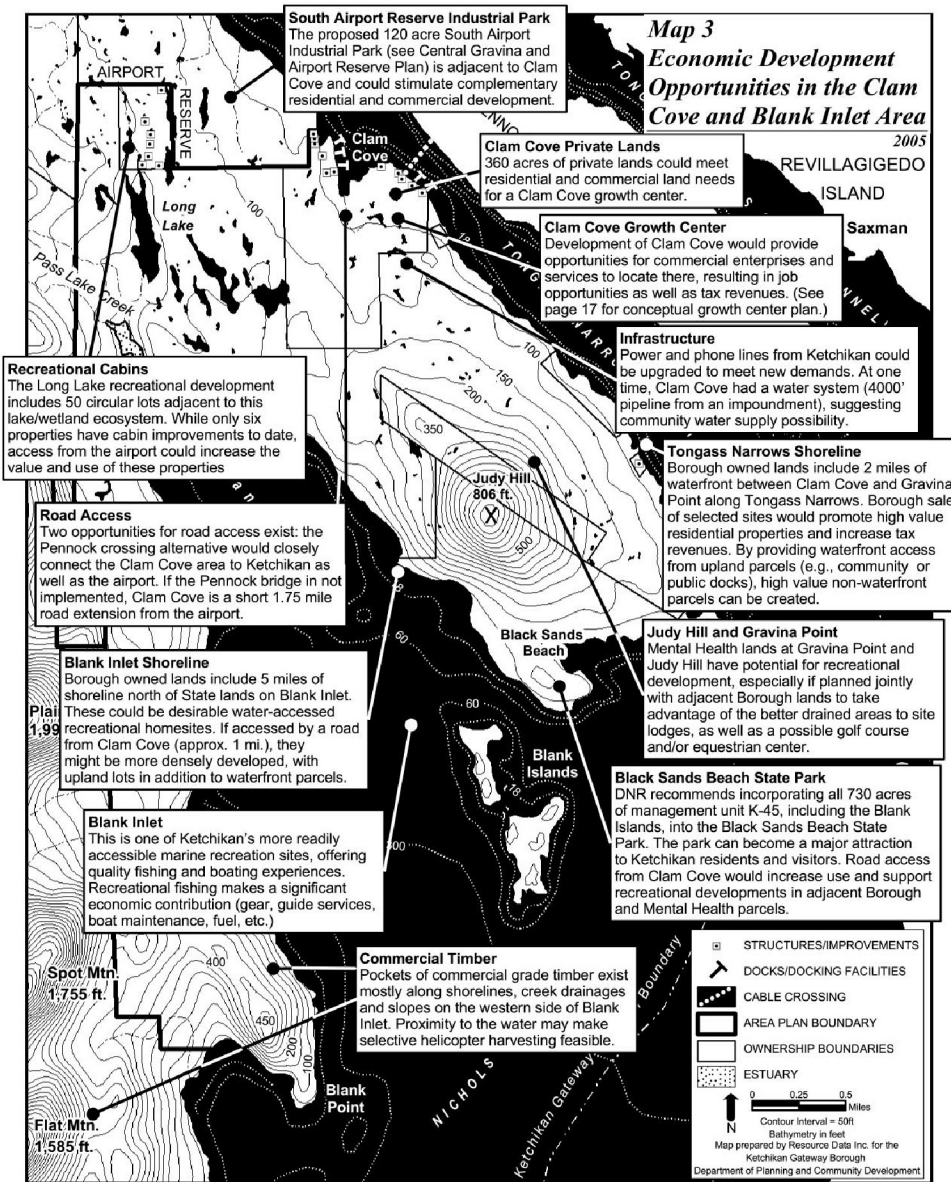 Map 3
Economic Development
Opportunities in the Clam
Cove and Blank Inlet Area
2005
South Airport Reserve Industrial Park
The proposed 120 acre South Airport
Industrial Park (see Central Gravina and
Airport Reserve Plan) is adjacent to Clam
Cove and could stimulate complementary
residential and commercial development.
AIRPORT
RESERVE
Clam
Cove
Clam Cove Private Lands
360 acres of private lands could meet
residential and commercial land needs
for a Clam Cove growth center.
REVILLAGIGEDO
ISLAND
Saxman
Long
Lake
100
Pass Lake Creek
Clam Cove Growth Center
Development of Clam Cove would provide
opportunities for commercial enterprises and
services to locate there, resulting in job
opportunities as well as tax revenues. (See
page 17 for conceptual growth center plan.)
18
Infrastructure
Power and phone lines from Ketchikan could
be upgraded to meet new demands. At one
time, Clam Cove had a water system (4000'
pipeline from an impoundment), suggesting
community water supply possibility.
100
150
200
350
Recreational Cabins
The Long Lake recreational development
includes 50 circular lots adjacent to this
lake/wetland ecosystem. While only six
properties have cabin improvements to date,
access from the airport could increase the
value and use of these properties
Tongass Narrows Shoreline
Borough owned lands include 2 miles of
waterfront between Clam Cove and Gravina
Point along Tongass Narrows. Borough sale
of selected sites would promote high value
residential properties and increase tax
revenues. By providing waterfront access
from upland parcels (e.g., community or
public docks), high value non-waterfront
parcels can be created.
Judy Hill
806 ft.
X
500
Road Access
Two opportunities for road access exist: the
Pennock crossing alternative would closely
connect the Clam Cove area to Ketchikan as
well as the airport. If the Pennock bridge in not
implemented, Clam Cove is a short 1.75 mile
road extension from the airport.
60
Black Sands
Beach
Judy Hill and Gravina Point
Mental Health lands at Gravina Point and
Judy Hill have potential for recreational
development, especially if planned jointly
with adjacent Borough lands to take
advantage of the better drained areas to site
lodges, as well as a possible golf course
and/or equestrian center.
Blank Inlet Shoreline
Borough owned lands include 5 miles of
shoreline north of State lands on Blank Inlet.
These could be desirable water-accessed
recreational homesites. If accessed by a road
from Clam Cove (approx. 1 mi.), they
might be more densely developed, with
upland lots in addition to waterfront parcels.
Plai
1,99
60
Blank
Islands
18
Black Sands Beach State Park
DNR recommends incorporating all 730 acres
of management unit K-45, including the Blank
Islands, into the Black Sands Beach State
Park. The park can become a major attraction
to Ketchikan residents and visitors. Road access
from Clam Cove would increase use and support
recreational developments in adjacent Borough
and Mental Health parcels.
Blank Inlet
This is one of Ketchikan's more readily
accessible marine recreation sites, offering
quality fishing and boating experiences.
Recreational fishing makes a significant
economic contribution (gear, guide services,
boat maintenance, fuel, etc.)
300
Commercial Timber
Pockets of commercial grade timber exist
mostly along shorelines, creek drainages
and slopes on the western side of Blank
Inlet. Proximity to the water may make
selective helicopter harvesting feasible.
400
Spot Mtn.
1,755 ft.
450
200
100
Blank
Point
Flat Mtn.
1,585 ft.
NICHOLS
Ketchikan Gateway Boundary
STRUCTURES/IMPROVEMENTS
DOCKS/DOCKING FACILITIES
CABLE CROSSING
AREA PLAN BOUNDARY
OWNERSHIP BOUNDARIES
ESTUARY
N
0 0.25 0.5
Miles
Contour Interval = 50ft
Bathymetry in feet
Map prepared by Resource Data Inc. for the
Ketchikan Gateway Borough
Department of Planning and Community Development